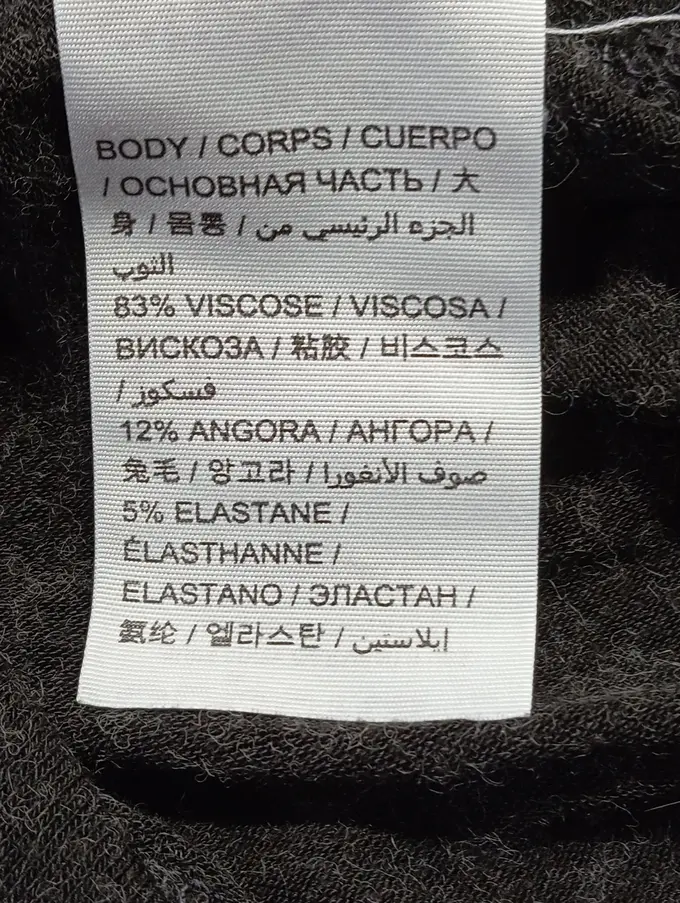 BODY / CORPS / CUERPO
/ ОСНОВНАЯ ЧАСТЬ / 大
身 / 몸통 / الجزء الرئيسي من
الثوب
83% VISCOSE / VISCOSA /
ВИСКОЗА / 粘胶 / 비스코스
/ فسكوز
12% ANGORA / АНГОРА /
兔毛 / 앙고라 / صوف الأنغورا
5% ELASTANE /
ÉLASTHANNE /
ELASTANO / ЭЛАСТАН /
氨纶 / 엘라스탄 / إيلاستين